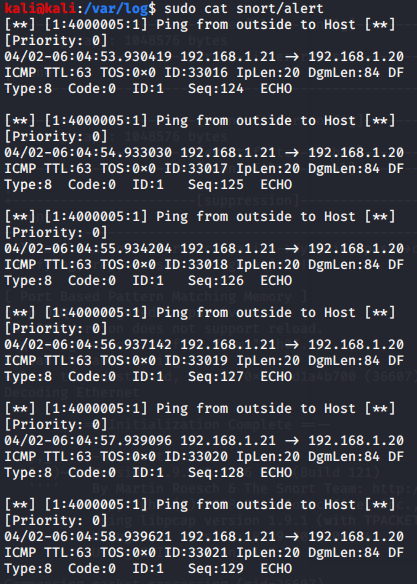 kali@kali:/var/log$ sudo cat snort/alert
[**] [1:4000005:1] Ping from outside to Host [**]
[Priority: 0]
04/02-06:04:53.930419 192.168.1.21 → 192.168.1.20
ICMP TTL:63 TOS:0×0 ID:33016 IpLen:20 DgmLen:84 DF
Type:8 Code:0 ID:1 Seq:124 ECHO
[**] [1:4000005:1] Ping from outside to Host [**]
[Priority: 0]
04/02-06:04:54.933030 192.168.1.21 → 192.168.1.20
ICMP TTL:63 TOS:0×0 ID:33017 IpLen:20 DgmLen:84 DF
Type:8 Code:0 ID:1 Seq:125 ECHO
[**] [1:4000005:1] Ping from outside to Host [**]
[Priority: 0]
04/02-06:04:55.934204 192.168.1.21 → 192.168.1.20
ICMP TTL:63 TOS:0×0 ID:33018 IpLen:20 DgmLen:84 DF
Type:8 Code:0 ID:1 Seq:126 ECHO
[**] [1:4000005:1] Ping from outside to Host [**]
[Priority: 0]
04/02-06:04:56.937142 192.168.1.21 → 192.168.1.20
ICMP TTL:63 TOS:0×0 ID:33019 IpLen:20 DgmLen:84 DF
Type:8 Code:0 ID:1 Seq:127 ECHO
[**] [1:4000005:1] Ping from outside to Host [**]
[Priority: 0]
04/02-06:04:57.939096 192.168.1.21 → 192.168.1.20
ICMP TTL:63 TOS:0×0 ID:33020 IpLen:20 DgmLen:84 DF
Type:8 Code:0 ID:1 Seq:128 ECHO
[**] [1:4000005:1] Ping from outside to Host [**]
[Priority: 0]
04/02-06:04:58.939621 192.168.1.21 → 192.168.1.20
ICMP TTL:63 TOS:0×0 ID:33021 IpLen:20 DgmLen:84 DF
Type:8 Code:0 ID:1 Seq:129 ECHO